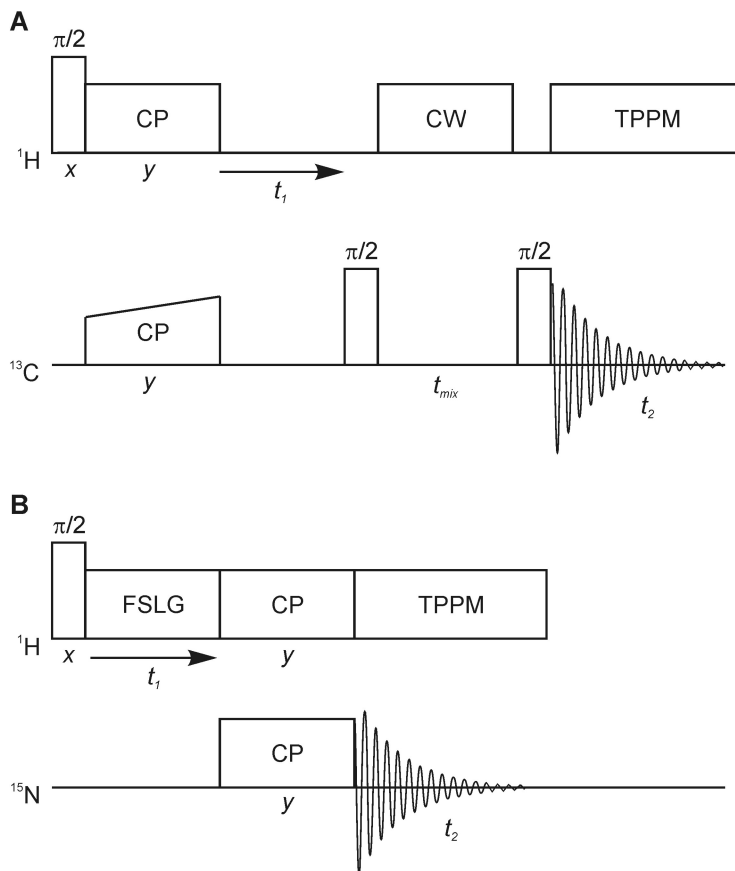 A
π/2
CP CW TPPM
¹H
x y
t₁
π/2 π/2
CP
¹³C
y tₘᵢₓ
t₂
B
π/2
FSLG CP TPPM
¹H
x y
t₁
CP
¹⁵N
y
t₂